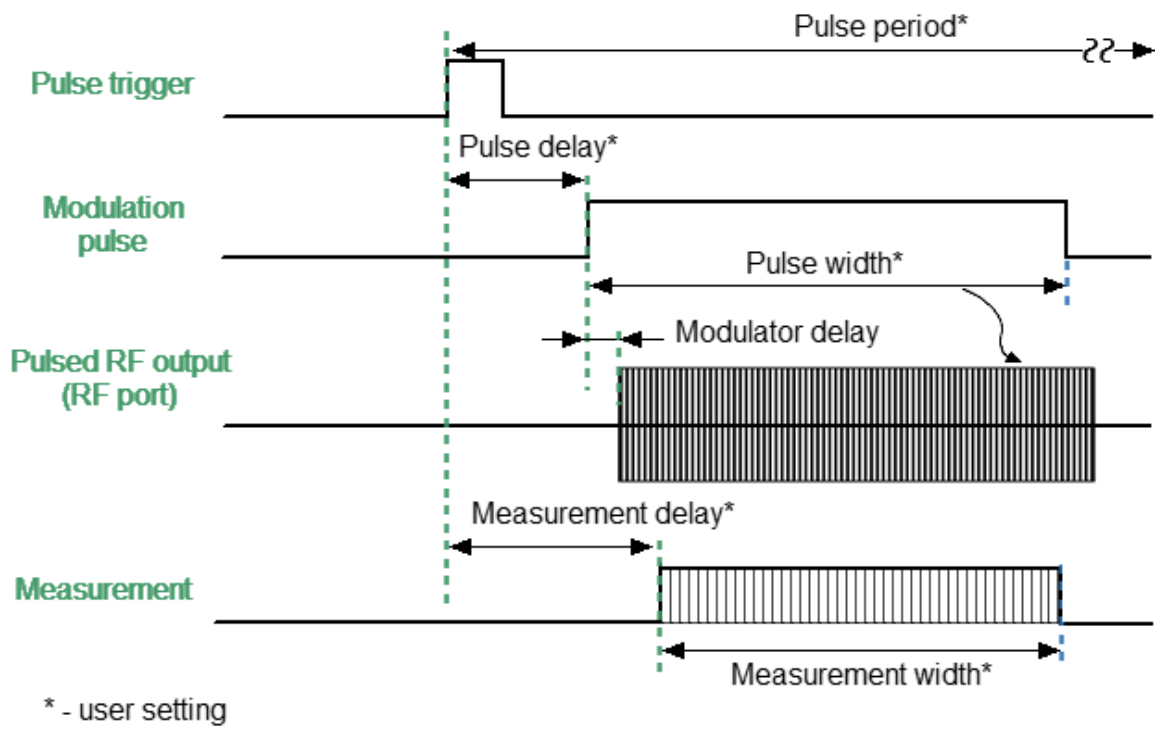 Pulse period*
Pulse trigger
Pulse delay*
Modulation
pulse
Pulse width*
Modulator delay
Pulsed RF output
(RF port)
Measurement delay*
Measurement
Measurement width*
* - user setting